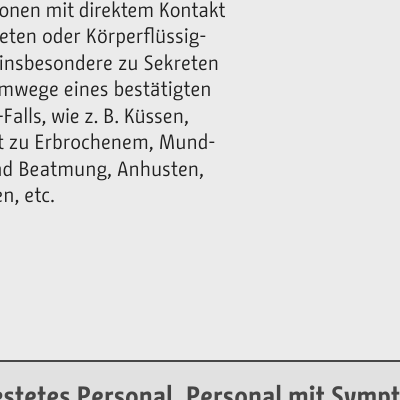 onen mit direktem Kontakt
eten oder Körperflüssig-
insbesondere zu Sekreten
mwege eines bestätigten
-Falls, wie z. B. Küssen,
t zu Erbrochenem, Mund-
nd Beatmung, Anhusten,
en, etc.
estetes Personal, Personal mit Sympt